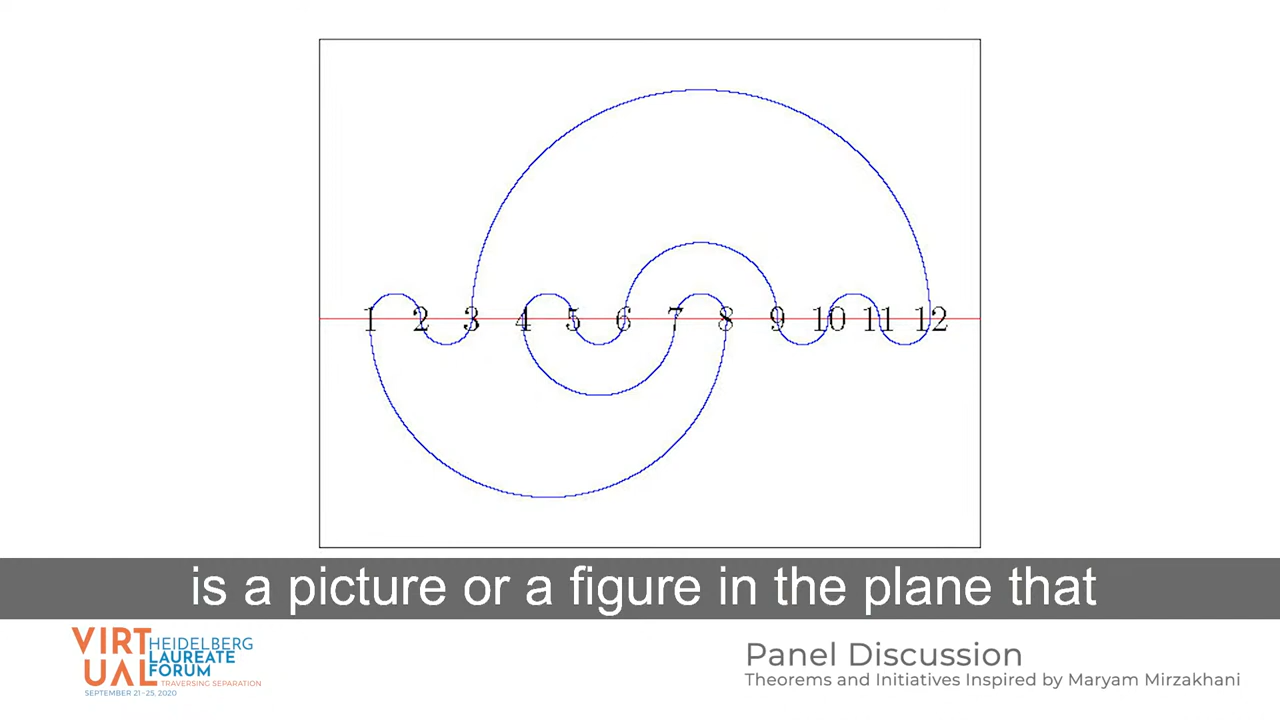 1 2 3 4 5 6 7 8 9 10 11 12
is a picture or a figure in the plane that
VIRT
UAL
HEIDELBERG
LAUREATE
FORUM
TRAVERSING SEPARATION
SEPTEMBER 21–25, 2020
Panel Discussion
Theorems and Initiatives Inspired by Maryam Mirzakhani